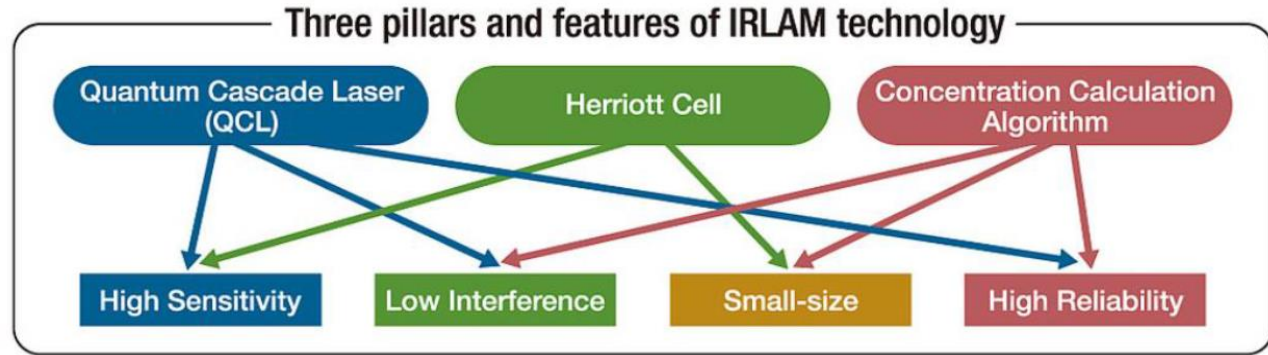 Three pillars and features of IRLAM technology
Quantum Cascade Laser
(QCL)
Herriott Cell
Concentration Calculation
Algorithm
High Sensitivity
Low Interference
Small-size
High Reliability